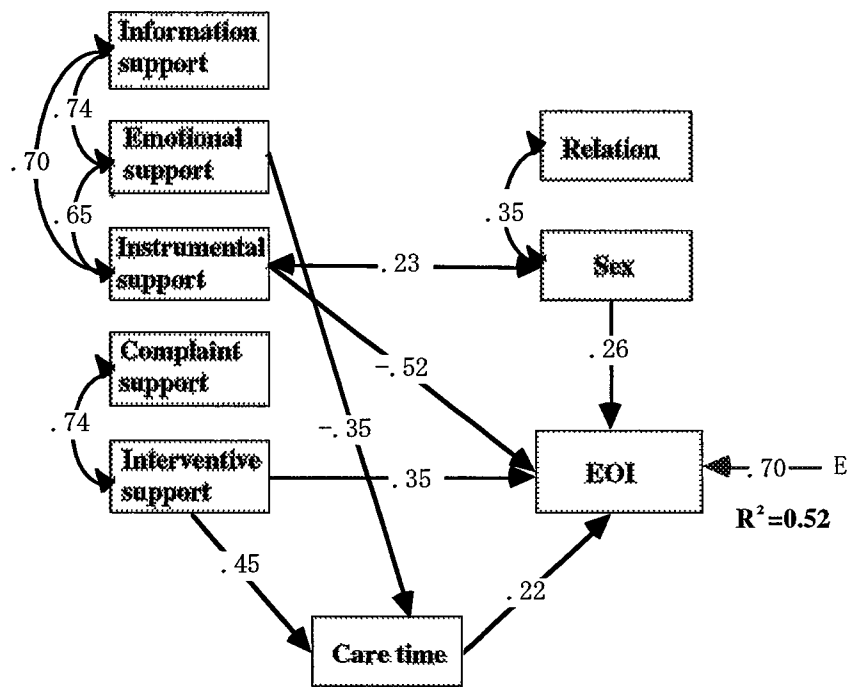 Information
support
.74
Emotional
support
.70
.65
Instrumental
support
Complaint
support
.74
Interventive
support
Relation
.35
Sex
.23
.26
-.52
-.35
.35
EOI
.70
E
R²=0.52
.45
.22
Care time